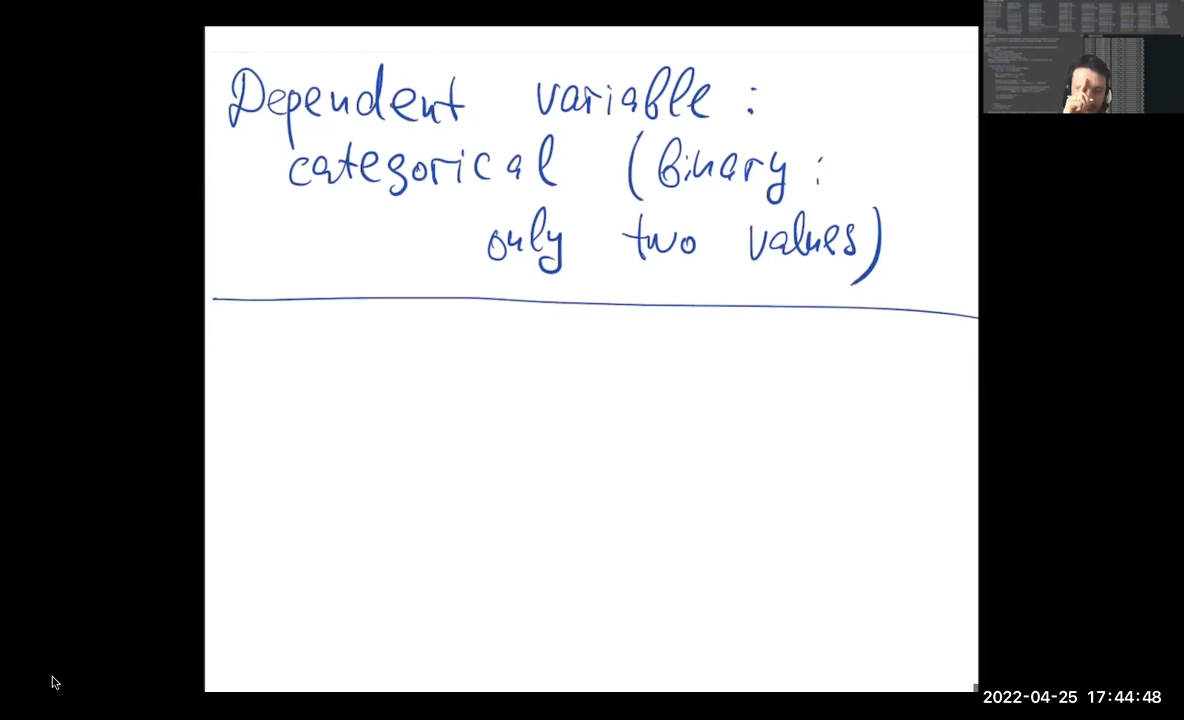 Dependent variable:
categorical (Binary:
only two values)
2022-04-25 17:44:48